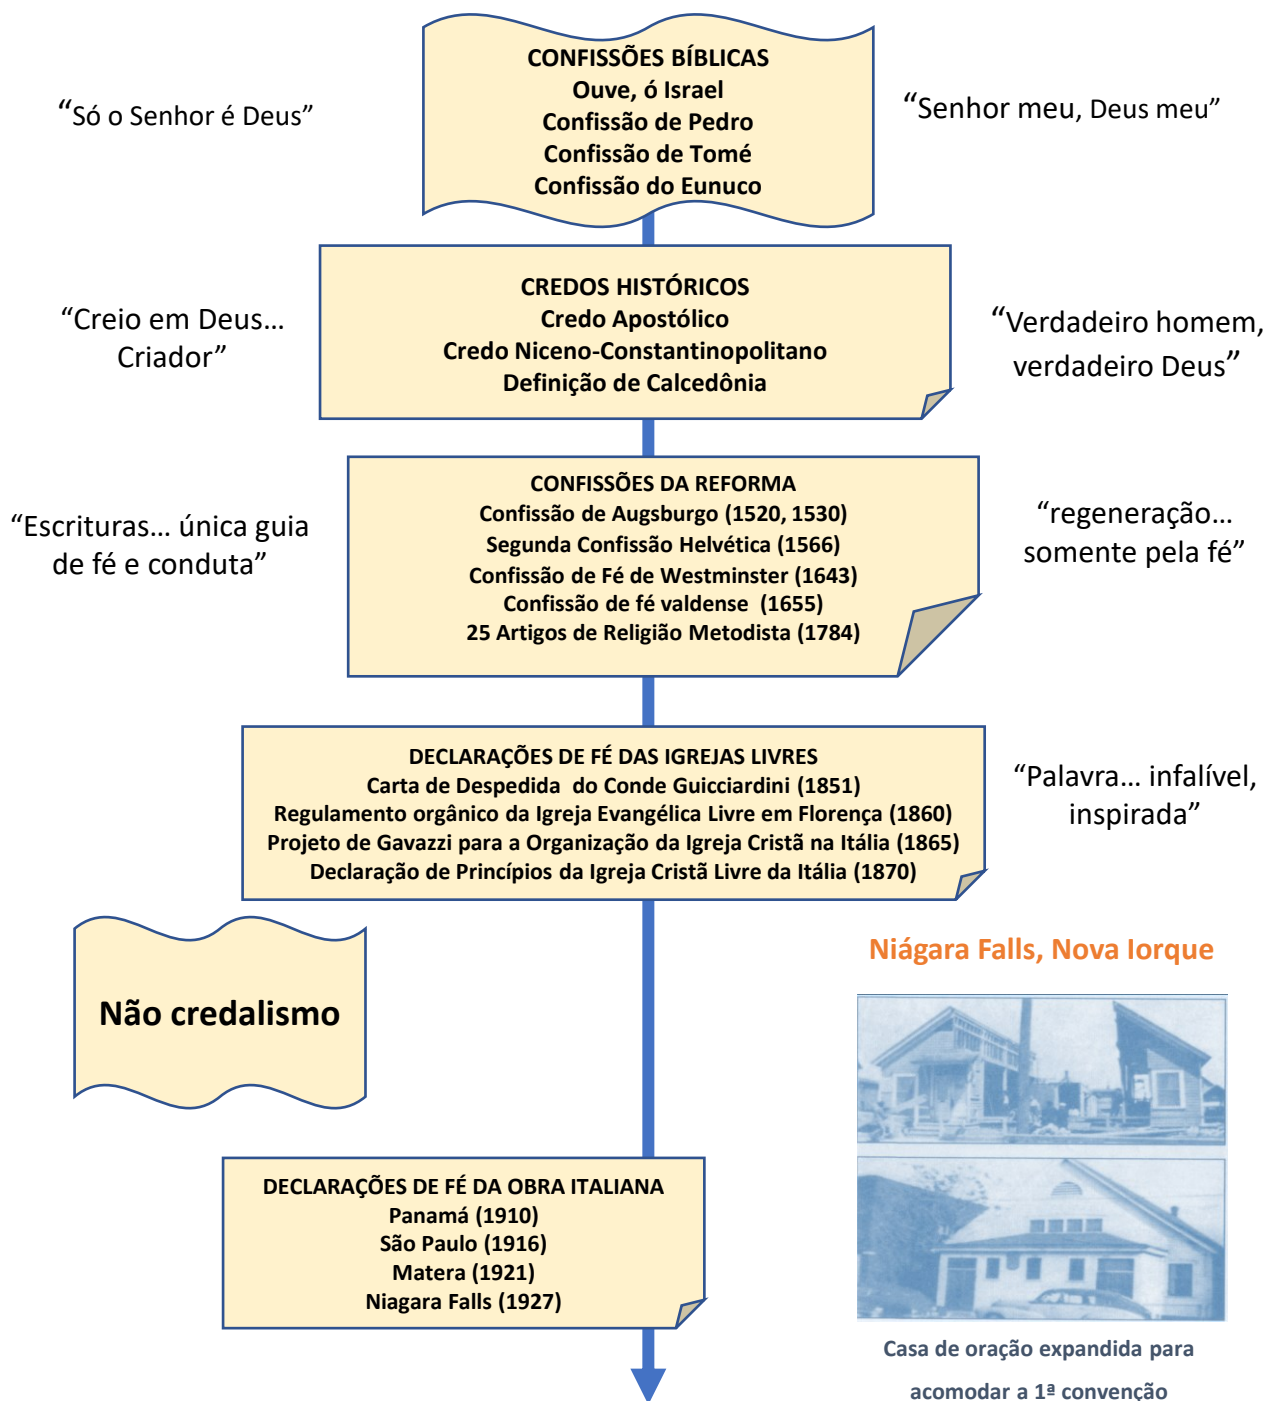 CONFISSÕES BÍBLICAS
Ouve, ó Israel
Confissão de Pedro
Confissão de Tomé
Confissão do Eunuco
“Só o Senhor é Deus”
“Senhor meu, Deus meu”
CREDOS HISTÓRICOS
Credo Apostólico
Credo Niceno-Constantinopolitano
Definição de Calcedônia
“Creio em Deus...
Criador”
“Verdadeiro homem,
verdadeiro Deus”
CONFISSÕES DA REFORMA
Confissão de Augsburgo (1520, 1530)
Segunda Confissão Helvética (1566)
Confissão de Fé de Westminster (1643)
Confissão de fé valdense (1655)
25 Artigos de Religião Metodista (1784)
“Escrituras... única guia
de fé e conduta”
“regeneração...
somente pela fé”
DECLARAÇÕES DE FÉ DAS IGREJAS LIVRES
Carta de Despedida do Conde Guicciardini (1851)
Regulamento orgânico da Igreja Evangélica Livre em Florença (1860)
Projeto de Gavazzi para a Organização da Igreja Cristã na Itália (1865)
Declaração de Princípios da Igreja Cristã Livre da Itália (1870)
“Palavra... infalível,
inspirada”
Não credalismo
Niágara Falls, Nova Iorque
DECLARAÇÕES DE FÉ DA OBRA ITALIANA
Panamá (1910)
São Paulo (1916)
Matera (1921)
Niagara Falls (1927)
Casa de oração expandida para
acomodar a 1ª convenção